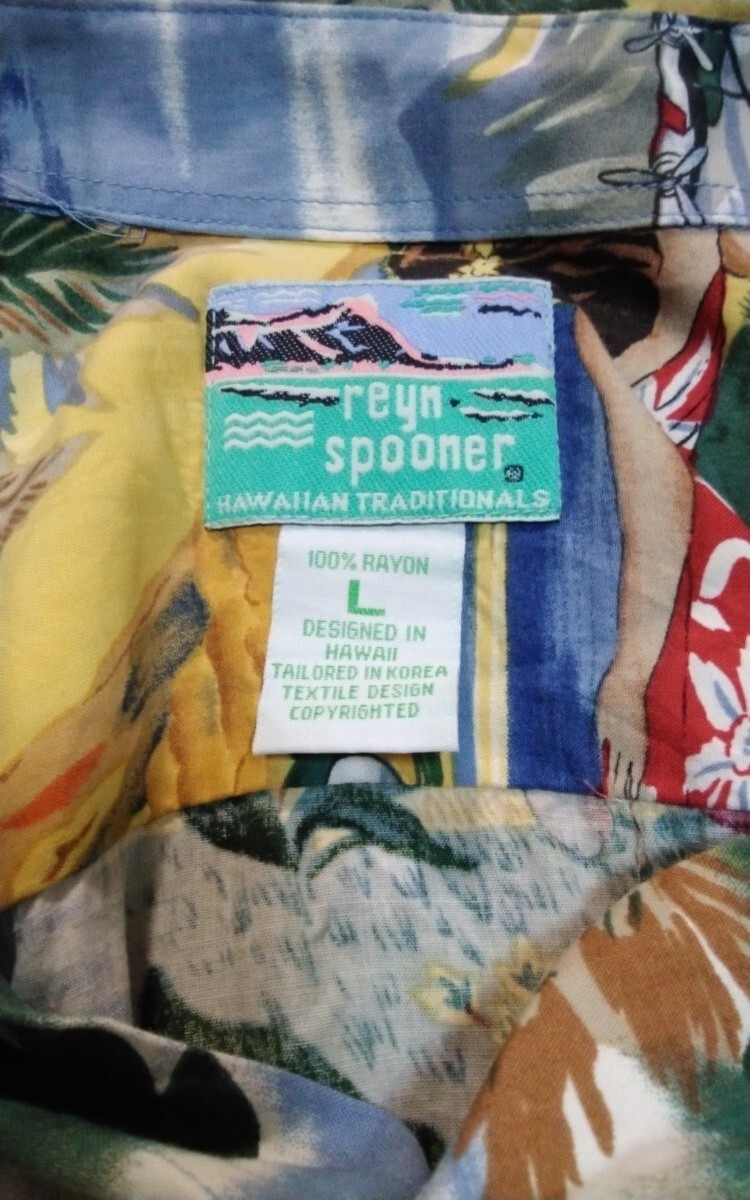 reyn
spooner
HAWAIIAN TRADITIONALS
100% RAYON
L
DESIGNED IN
HAWAII
TAILORED IN KOREA
TEXTILE DESIGN
COPYRIGHTED